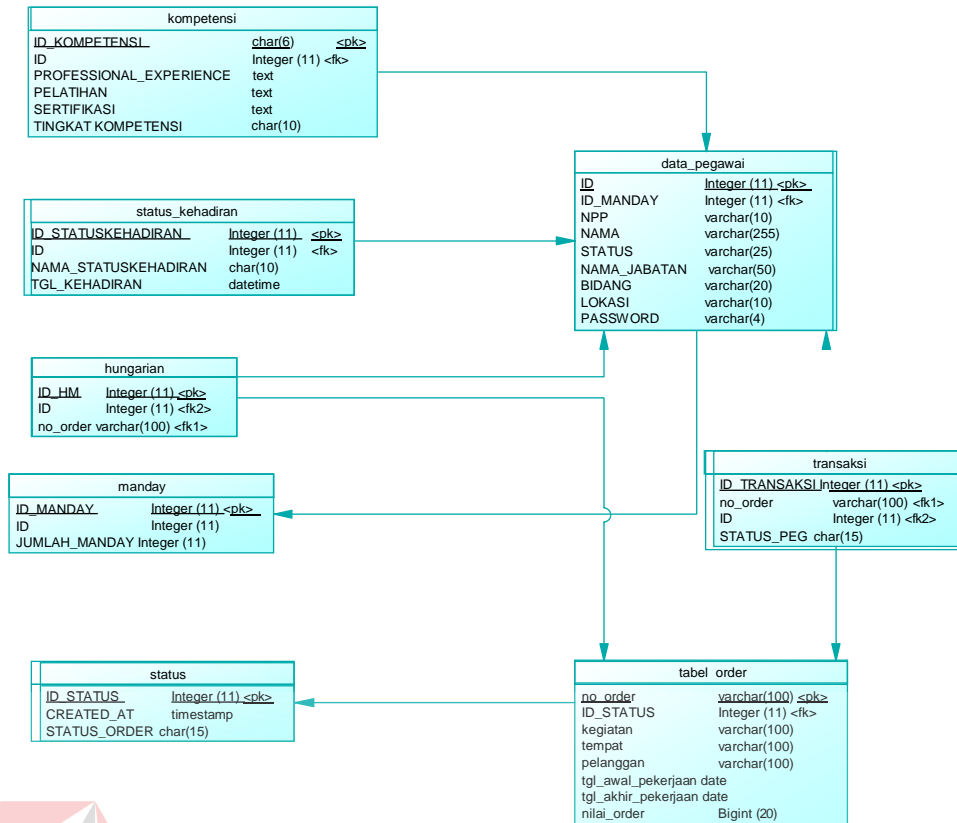 kompetensi
ID_KOMPETENSI char(6) <pk>
ID Integer (11) <fk>
PROFESSIONAL_EXPERIENCE text
PELATIHAN text
SERTIFIKASI text
TINGKAT KOMPETENSI char(10)
data_pegawai
ID Integer (11) <pk>
ID_MANDAY Integer (11) <fk>
NPP varchar(10)
NAMA varchar(255)
STATUS varchar(25)
NAMA_JABATAN varchar(50)
BIDANG varchar(20)
LOKASI varchar(10)
PASSWORD varchar(4)
status_kehadiran
ID_STATUSKEHADIRAN Integer (11) <pk>
ID Integer (11) <fk>
NAMA_STATUSKEHADIRAN char(10)
TGL_KEHADIRAN datetime
hungarian
ID_HM Integer (11) <pk>
ID Integer (11) <fk2>
no_order varchar(100) <fk1>
manday
ID_MANDAY Integer (11) <pk>
ID Integer (11)
JUMLAH_MANDAY Integer (11)
transaksi
ID_TRANSAKSI Integer (11) <pk>
no_order varchar(100) <fk1>
ID Integer (11) <fk2>
STATUS_PEG char(15)
status
ID_STATUS Integer (11) <pk>
CREATED_AT timestamp
STATUS_ORDER char(15)
tabel_order
no_order varchar(100) <pk>
ID_STATUS Integer (11) <fk>
kegiatan varchar(100)
tempat varchar(100)
pelanggan varchar(100)
tgl_awal_pekerjaan date
tgl_akhir_pekerjaan date
nilai_order Bigint (20)